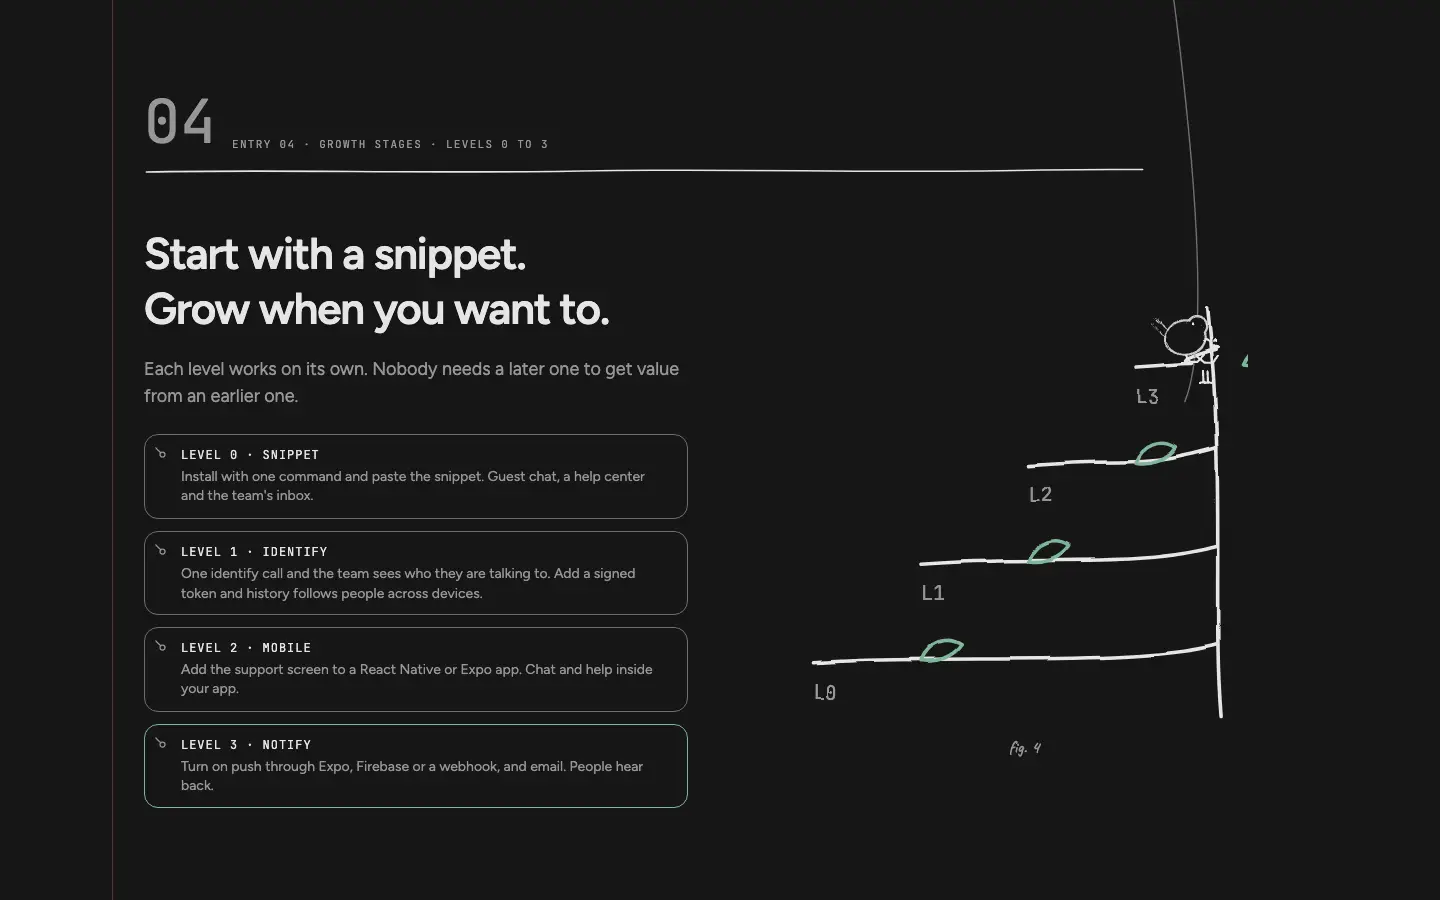 04
ENTRY 04 · GROWTH STAGES · LEVELS 0 TO 3
Start with a snippet.
Grow when you want to.
Each level works on its own. Nobody needs a later one to get value
from an earlier one.
LEVEL 0 · SNIPPET
Install with one command and paste the snippet. Guest chat, a help center
and the team's inbox.
LEVEL 1 · IDENTIFY
One identify call and the team sees who they are talking to. Add a signed
token and history follows people across devices.
LEVEL 2 · MOBILE
Add the support screen to a React Native or Expo app. Chat and help inside
your app.
LEVEL 3 · NOTIFY
Turn on push through Expo, Firebase or a webhook, and email. People hear
back.
L3
L2
L1
L0
fig. 4